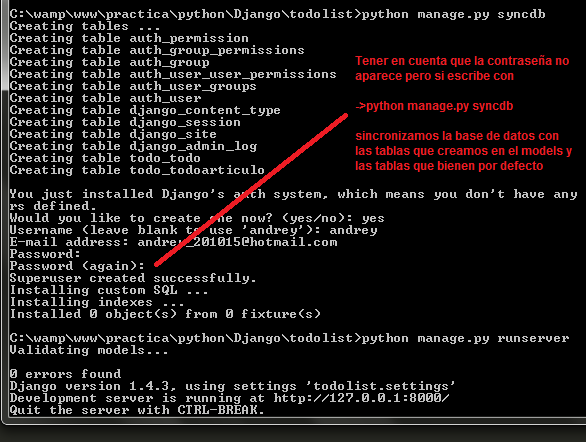 C:\wamp\www\practica\python\Django\todolist>python manage.py syncdb
Creating tables ...
Creating table auth_permission
Creating table auth_group_permissions
Creating table auth_group
Creating table auth_user_user_permissions
Creating table auth_user_groups
Creating table auth_user
Creating table django_content_type
Creating table django_session
Creating table django_site
Creating table django_admin_log
Creating table todo_todo
Creating table todo_todoarticulo
Tener en cuenta que la contraseña no
aparece pero si escribe con
->python manage.py syncdb
sincronizamos la base de datos con
las tablas que creamos en el models y
las tablas que bienen por defecto
You just installed Django's auth system, which means you don't have any
rs defined.
Would you like to create one now? (yes/no): yes
Username (leave blank to use 'andrey'): andrey
E-mail address: andrey_201015@hotmail.com
Password:
Password (again):
Superuser created successfully.
Installing custom SQL ...
Installing indexes ...
Installed 0 object(s) from 0 fixture(s)
C:\wamp\www\practica\python\Django\todolist>python manage.py runserver
Validating models...
0 errors found
Django version 1.4.3, using settings 'todolist.settings'
Development server is running at http://127.0.0.1:8000/
Quit the server with CTRL-BREAK.